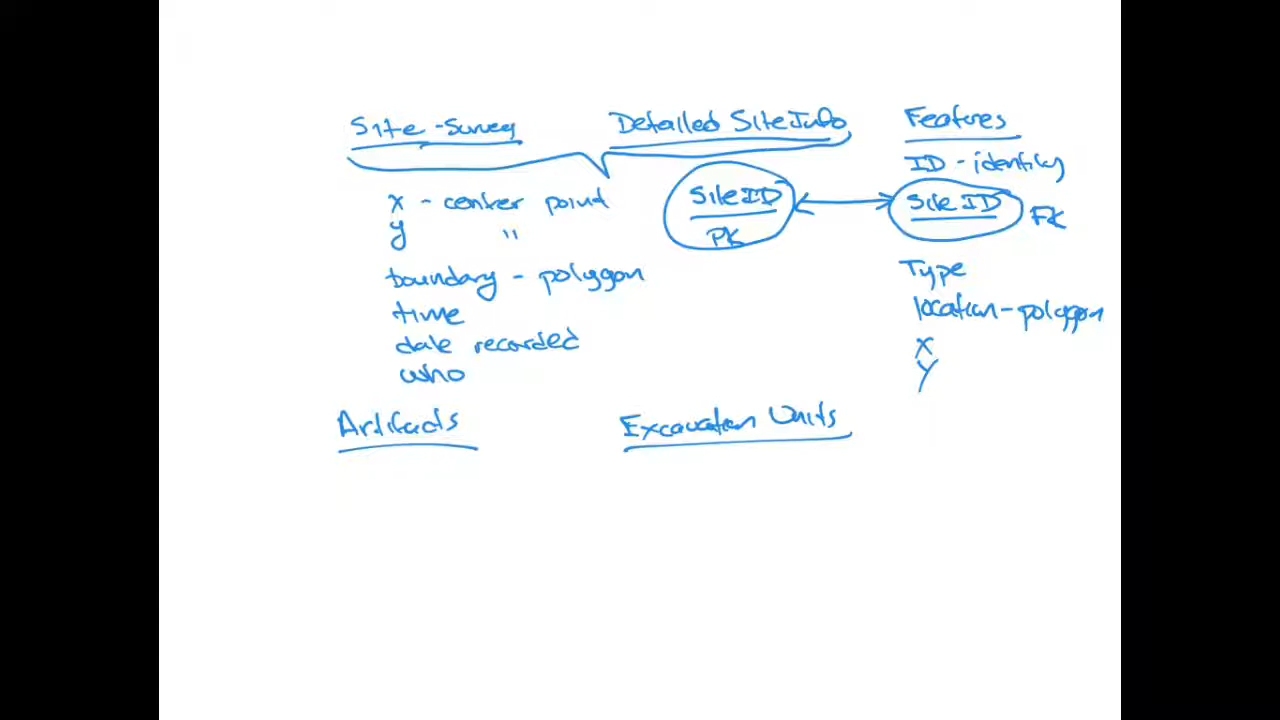 Site-Survey
Detailed SiteInfo
x - center point
y "
boundary - polygon
time
date recorded
who
SiteID
PK
Features
ID - identity
SiteID FK
Type
location - polygon
X
Y
Artifacts
Excavation Units